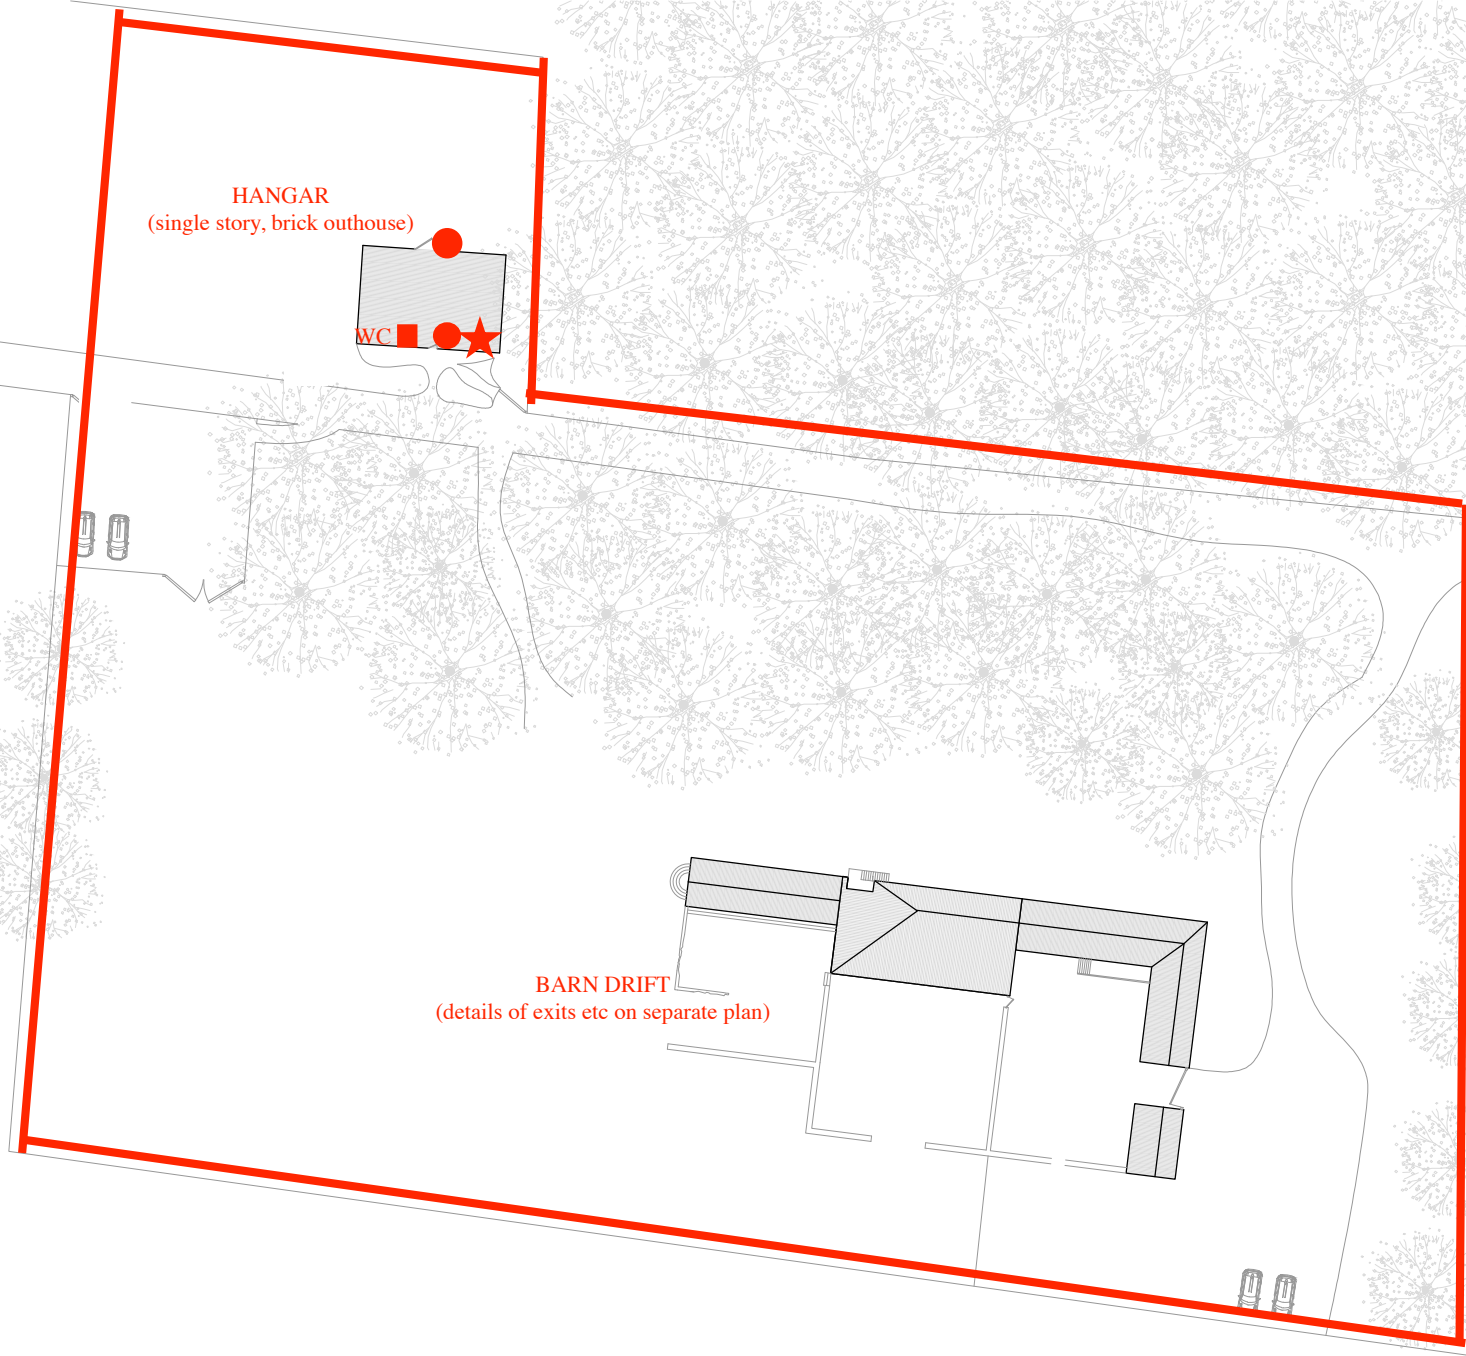 HANGAR
(single story, brick outhouse)
WC
BARN DRIFT
(details of exits etc on separate plan)